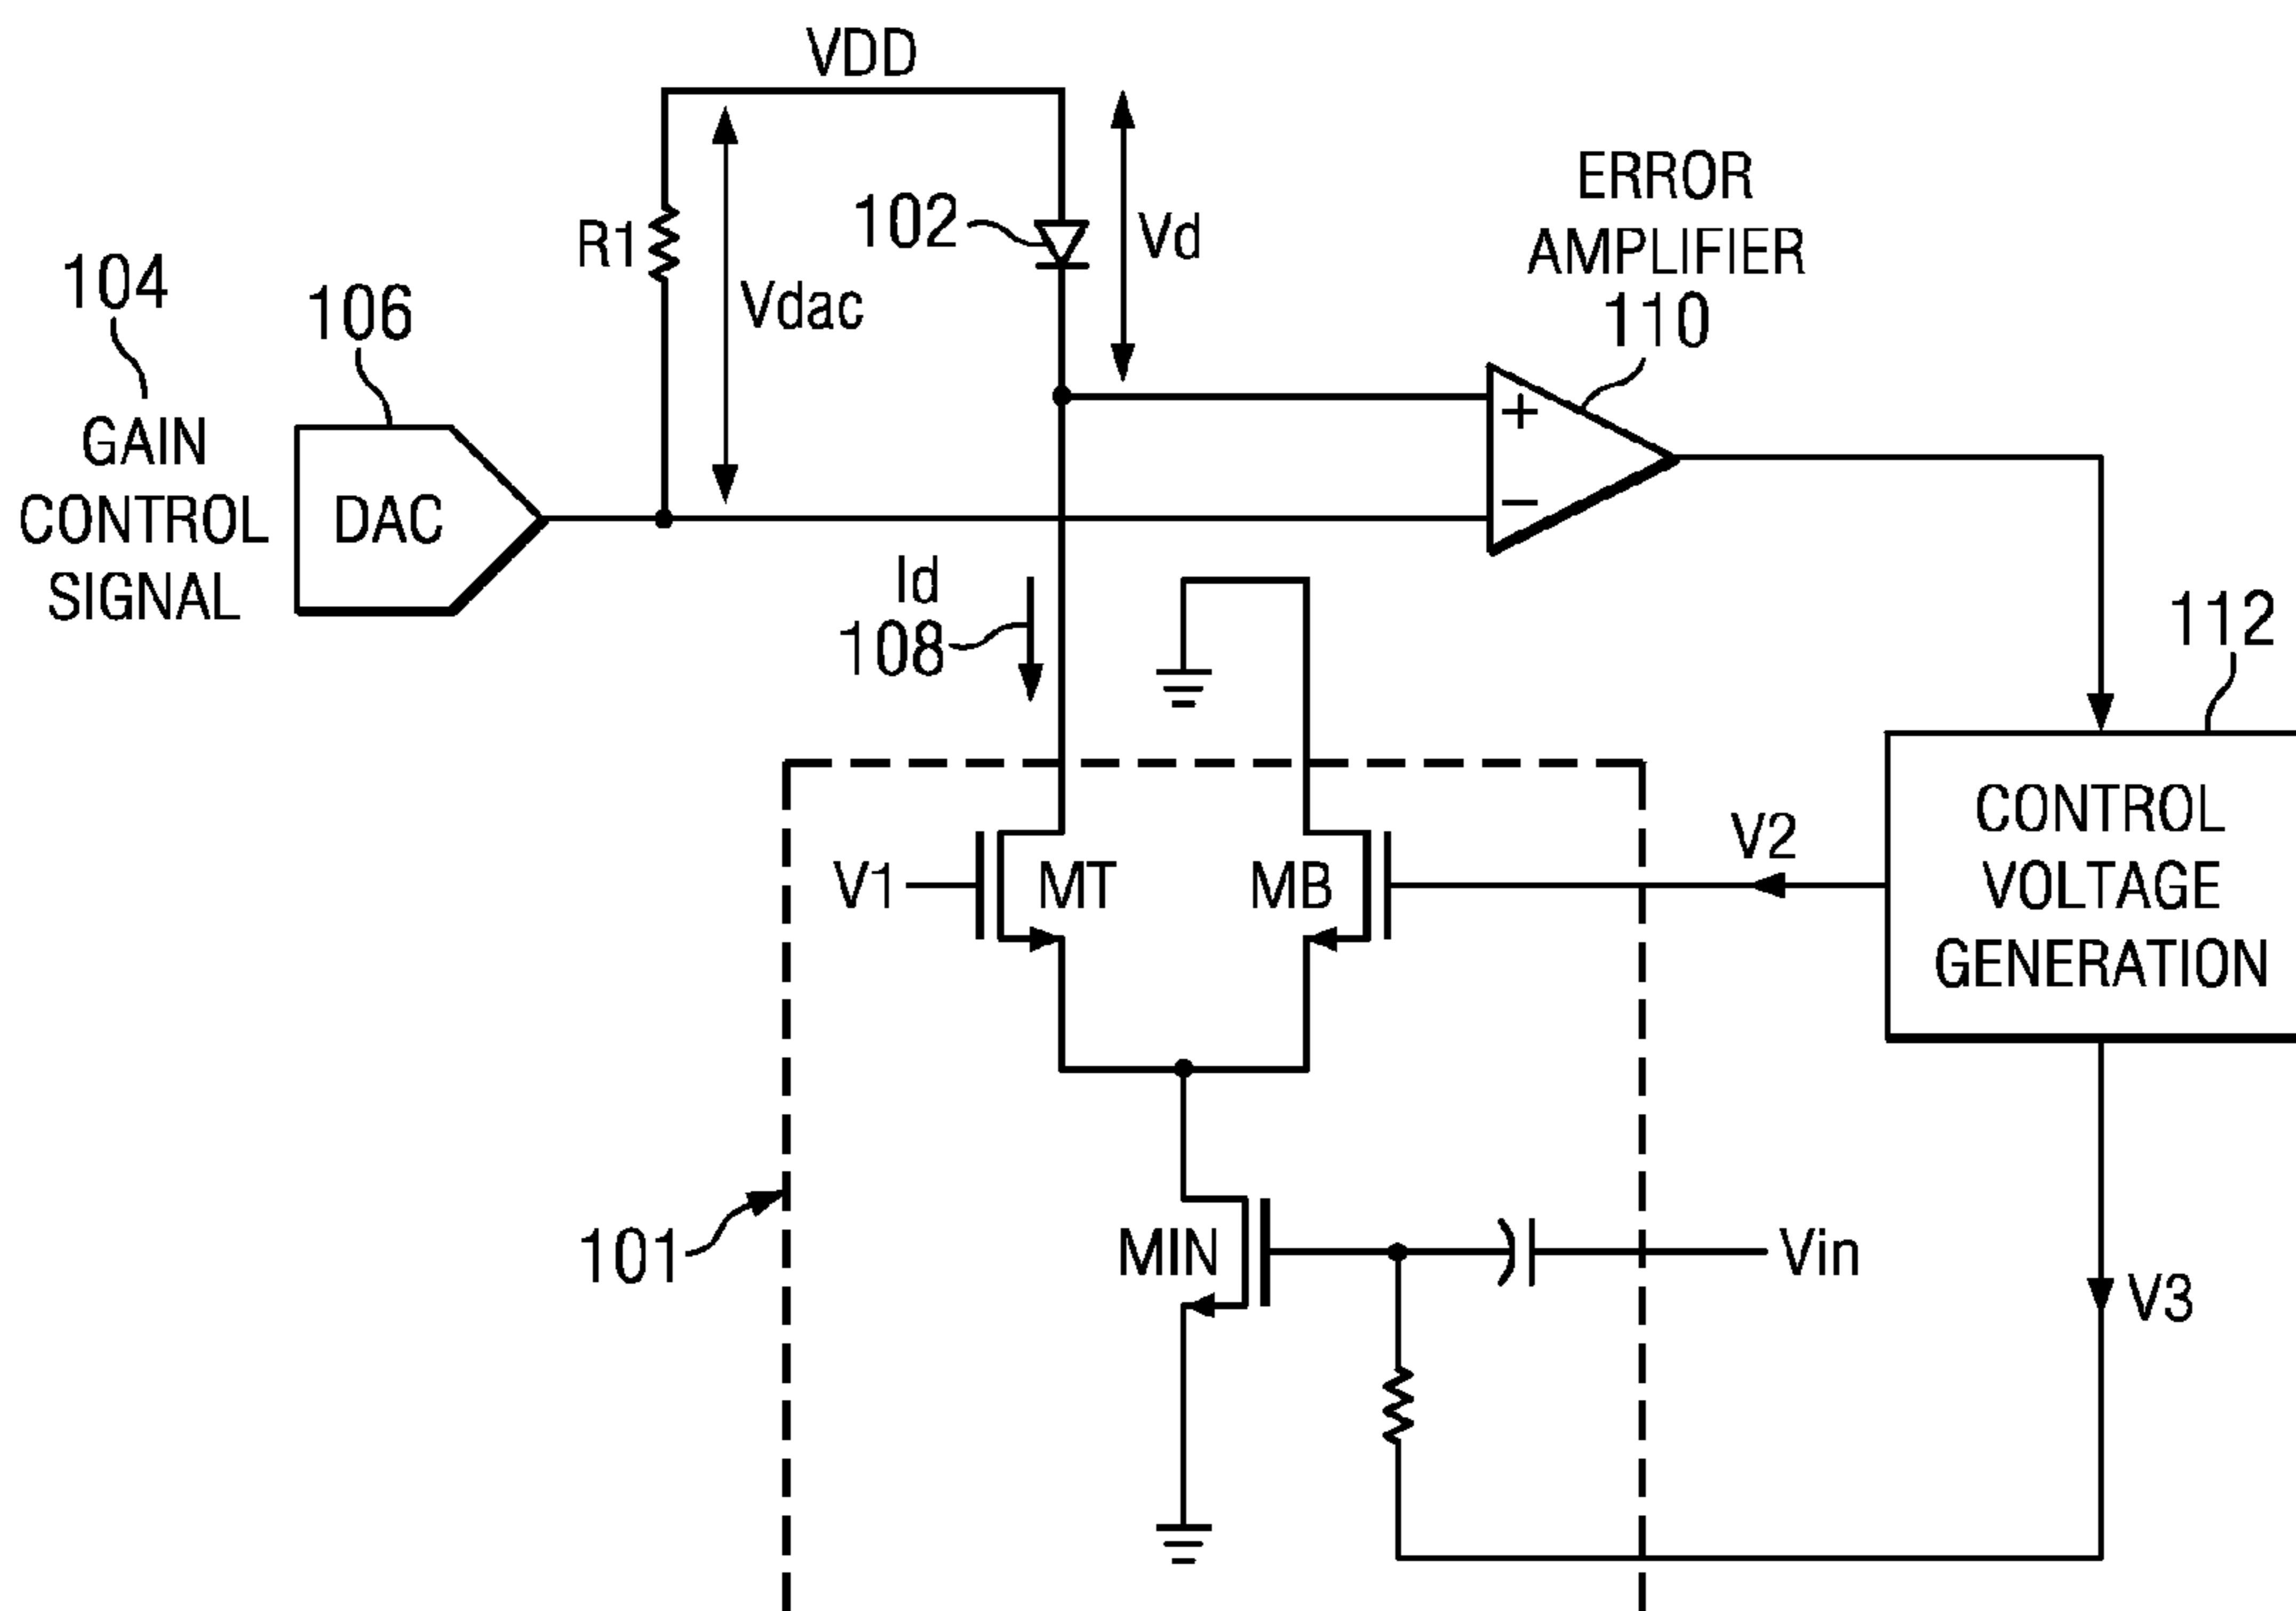 VDD
104
GAIN
CONTROL
SIGNAL
106
DAC
R1
Vdac
102
Vd
ERROR
AMPLIFIER
110
+
−
Id
108
112
CONTROL
VOLTAGE
GENERATION
V1
MT
MB
V2
101
MIN
Vin
V3